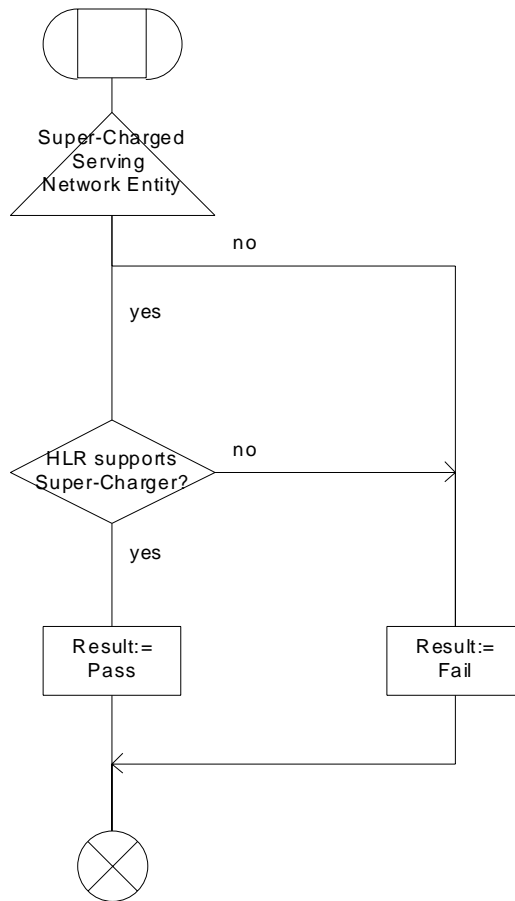 Super-Charged
Serving
Network Entity
no
yes
HLR supports
Super-Charger?
no
yes
Result:=
Pass
Result:=
Fail